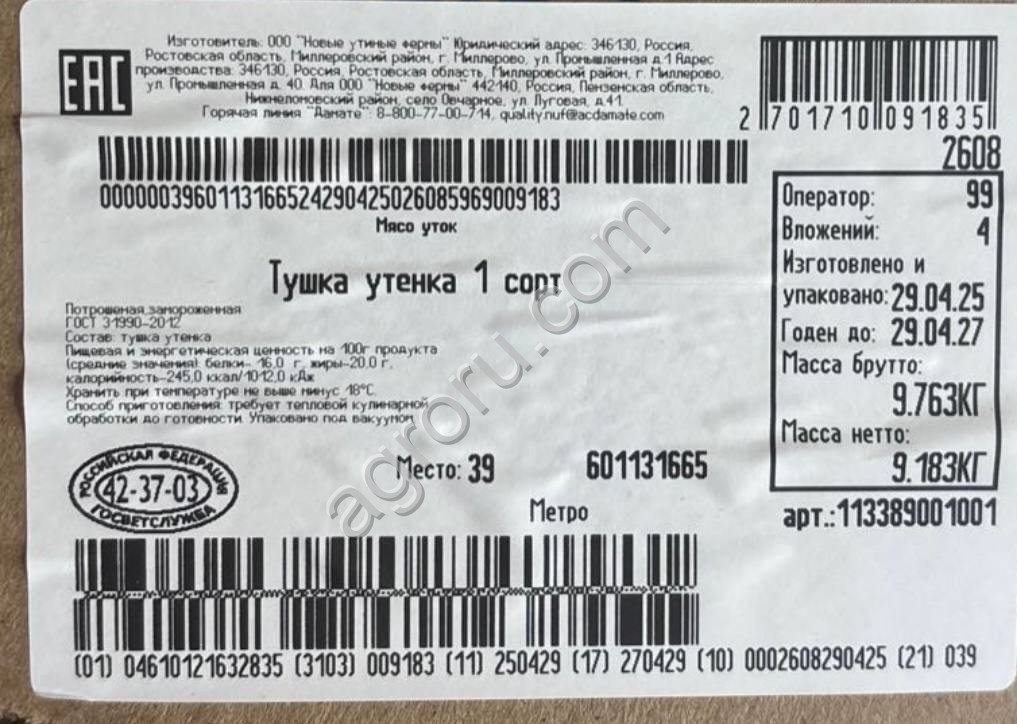 Изготовитель: ООО "Новые утиные фермы" Юридический адрес: 346130, Россия,
Ростовская область, Миллеровский район, г. Миллерово, ул. Промышленная д.1 Адрес
производства: 346130, Россия, Ростовская область, Миллеровский район, г. Миллерово,
ул. Промышленная д. 40. Для ООО "Новые фермы" 442140, Россия, Пензенская область,
Нижнеломовский район, село Овчарное, ул. Луговая, д.41.
Горячая линия "Дамате": 8-800-77-00-714, quality.nuf@acdamate.com
EAC
2 701710 091835
2608
0000003960113166524290425026085969009183
Мясо уток
Тушка утенка 1 сорт
Потрошеная, замороженная
ГОСТ 31990-2012
Состав: тушка утенка
Пищевая и энергетическая ценность на 100г продукта
(средние значения): белки- 16,0 г, жиры-20,0 г,
калорийность-245,0 ккал/1012,0 кДж
Хранить при температуре не выше минус 18°С.
Способ приготовления: требует тепловой кулинарной
обработки до готовности. Упаковано под вакуумом
Оператор: 99
Вложений: 4
Изготовлено и
упаковано: 29.04.25
Годен до: 29.04.27
Масса брутто:
9.763КГ
Масса нетто:
9.183КГ
арт.:113389001001
РОССИЙСКАЯ ФЕДЕРАЦИЯ
42-37-03
ГОСВЕТСЛУЖБА
Место: 39
601131665
Метро
(01) 04610121632835 (3103) 009183 (11) 250429 (17) 270429 (10) 0002608290425 (21) 039
agroru.com